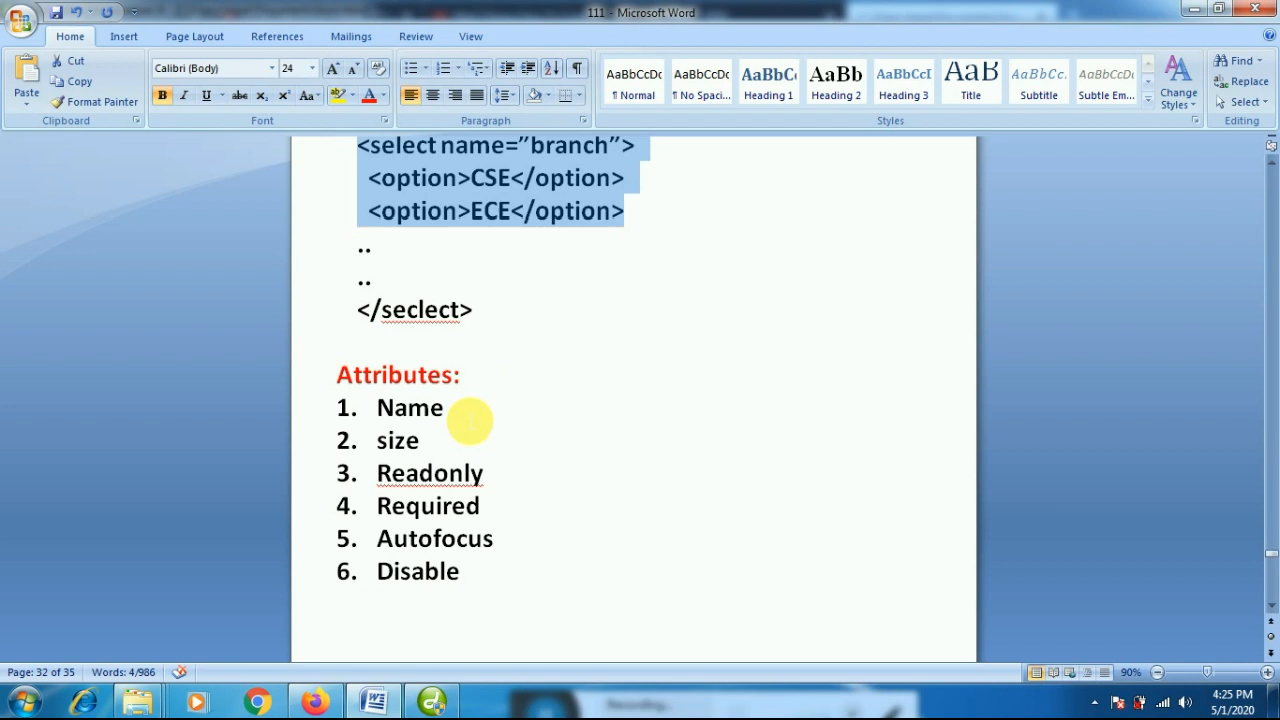 111 - Microsoft Word
Home Insert Page Layout References Mailings Review View
Paste
Cut
Copy
Format Painter
Clipboard
Calibri (Body) 24
Font
Paragraph
AaBbCcDc AaBbCcDc AaBbC AaBb AaBbCcI AaB AaBbCc. AaBbCcD
¶ Normal ¶ No Spaci... Heading 1 Heading 2 Heading 3 Title Subtitle Subtle Em...
Change Styles
Styles
Find
Replace
Select
Editing
<select name=”branch”>
<option>CSE</option>
<option>ECE</option>
..
..
</seclect>
Attributes:
1. Name
2. size
3. Readonly
4. Required
5. Autofocus
6. Disable
Page: 32 of 35 Words: 4/986 90%
Recording...
4:25 PM
5/1/2020